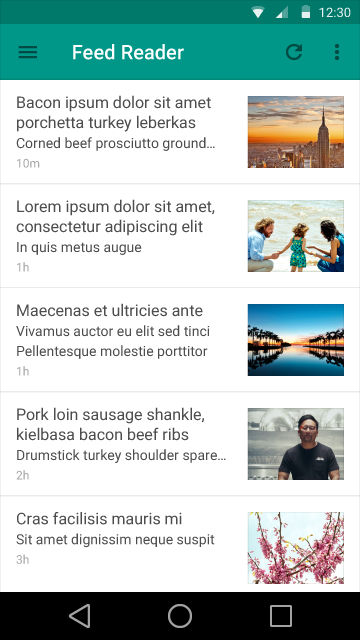 12:30
Feed Reader
Bacon ipsum dolor sit amet
porchetta turkey leberkas
Corned beef prosciutto ground…
10m
Lorem ipsum dolor sit amet,
consectetur adipiscing elit
In quis metus augue
1h
Maecenas et ultricies ante
Vivamus auctor eu elit sed tinci
Pellentesque molestie porttitor
1h
Pork loin sausage shankle,
kielbasa bacon beef ribs
Drumstick turkey shoulder spare…
2h
Cras facilisis mauris mi
Sit amet dignissim neque suspit
3h